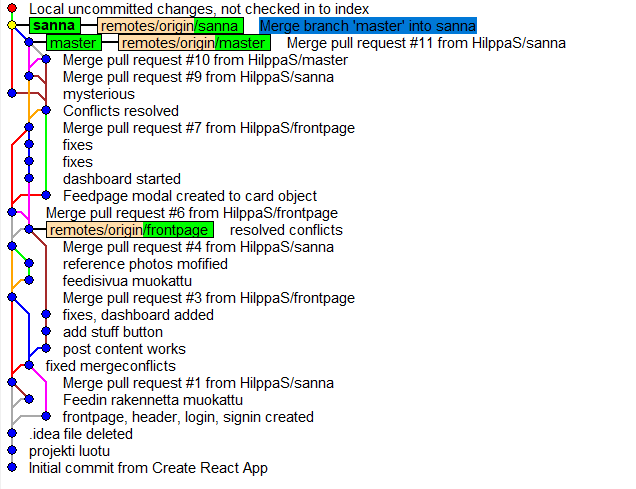 Local uncommitted changes, not checked in to index
sanna remotes/origin/sanna Merge branch 'master' into sanna
master remotes/origin/master Merge pull request #11 from HilppaS/sanna
Merge pull request #10 from HilppaS/master
Merge pull request #9 from HilppaS/sanna
mysterious
Conflicts resolved
Merge pull request #7 from HilppaS/frontpage
fixes
fixes
dashboard started
Feedpage modal created to card object
Merge pull request #6 from HilppaS/frontpage
remotes/origin/frontpage resolved conflicts
Merge pull request #4 from HilppaS/sanna
reference photos mofified
feedisivua muokattu
Merge pull request #3 from HilppaS/frontpage
fixes, dashboard added
add stuff button
post content works
fixed mergeconflicts
Merge pull request #1 from HilppaS/sanna
Feedin rakennetta muokattu
frontpage, header, login, signin created
.idea file deleted
projekti luotu
Initial commit from Create React App